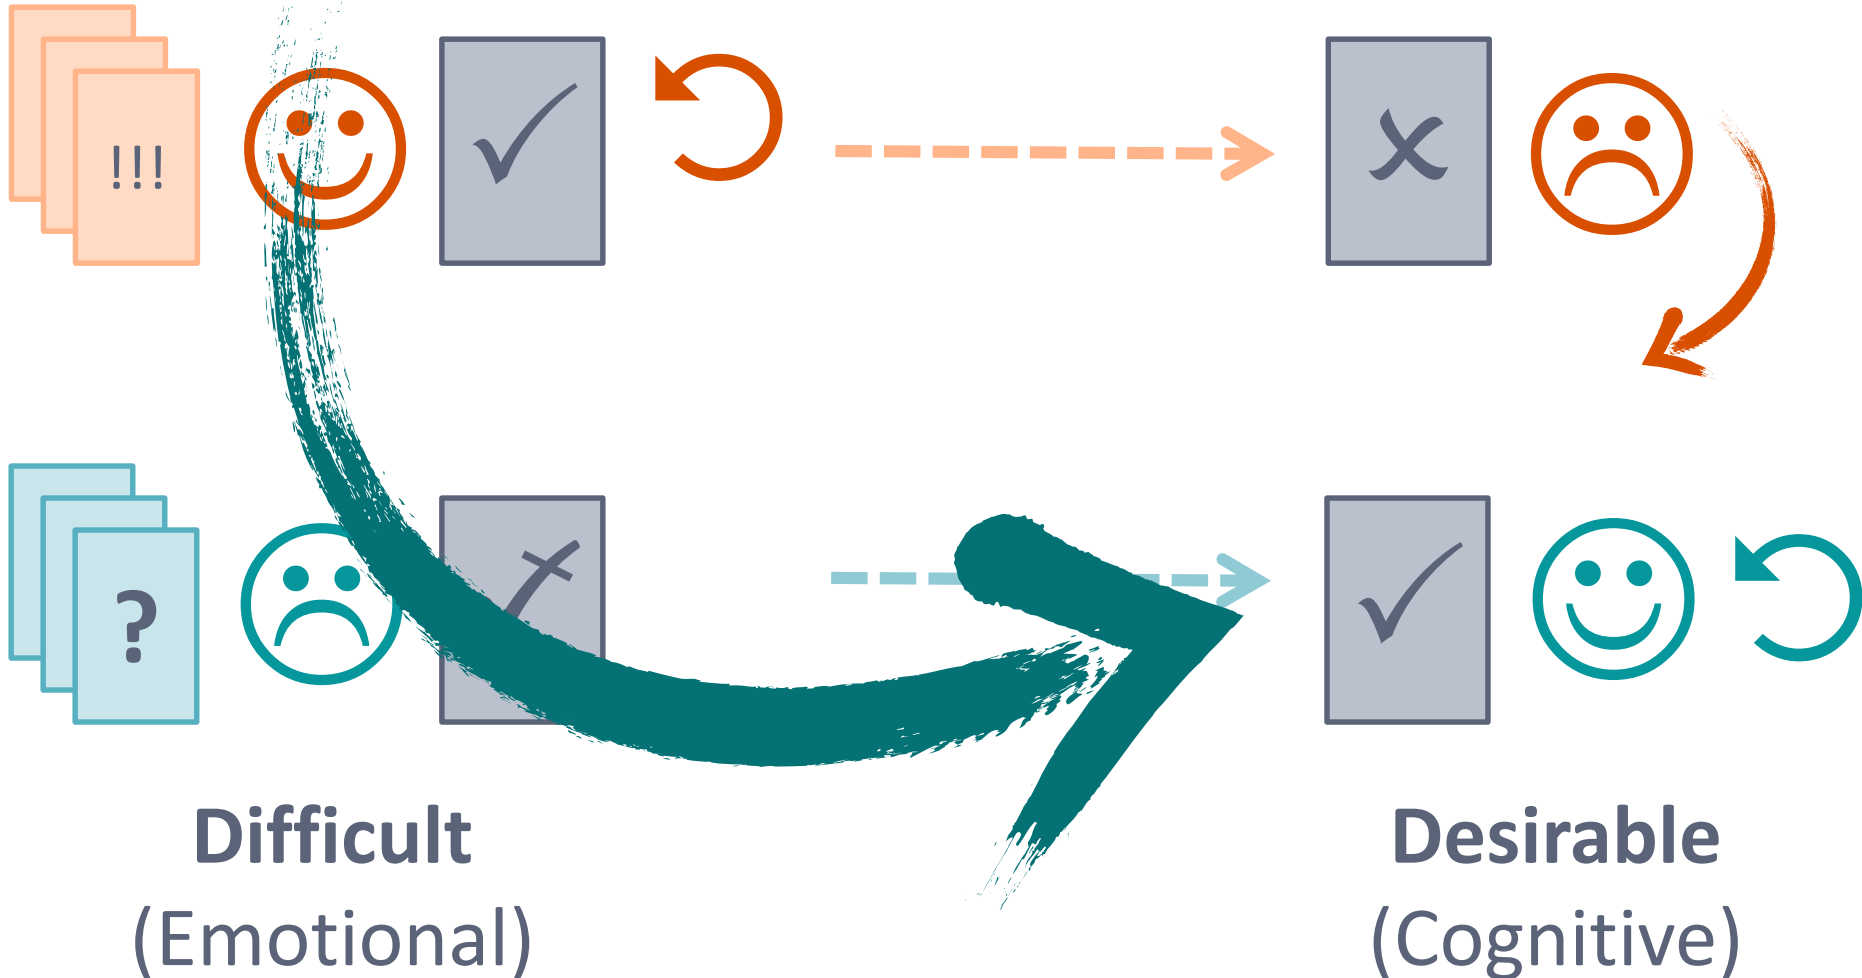 !!!
?
Difficult
(Emotional)
Desirable
(Cognitive)